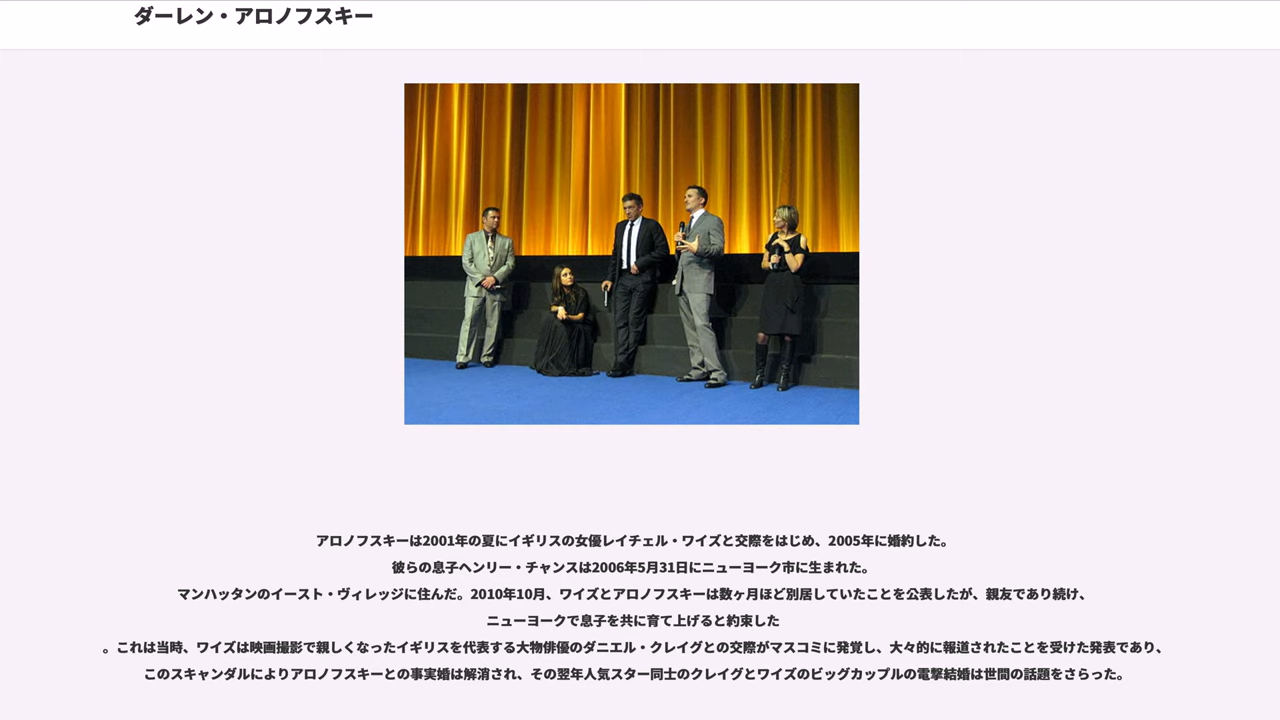 ダーレン・アロノフスキー
アロノフスキーは2001年の夏にイギリスの女優レイチェル・ワイズと交際をはじめ、2005年に婚約した。
彼らの息子ヘンリー・チャンスは2006年5月31日にニューヨーク市に生まれた。
マンハッタンのイースト・ヴィレッジに住んだ。2010年10月、ワイズとアロノフスキーは数ヶ月ほど別居していたことを公表したが、親友であり続け、
ニューヨークで息子を共に育て上げると約束した
。これは当時、ワイズは映画撮影で親しくなったイギリスを代表する大物俳優のダニエル・クレイグとの交際がマスコミに発覚し、大々的に報道されたことを受けた発表であり、
このスキャンダルによりアロノフスキーとの事実婚は解消され、その翌年人気スター同士のクレイグとワイズのビッグカップルの電撃結婚は世間の話題をさらった。